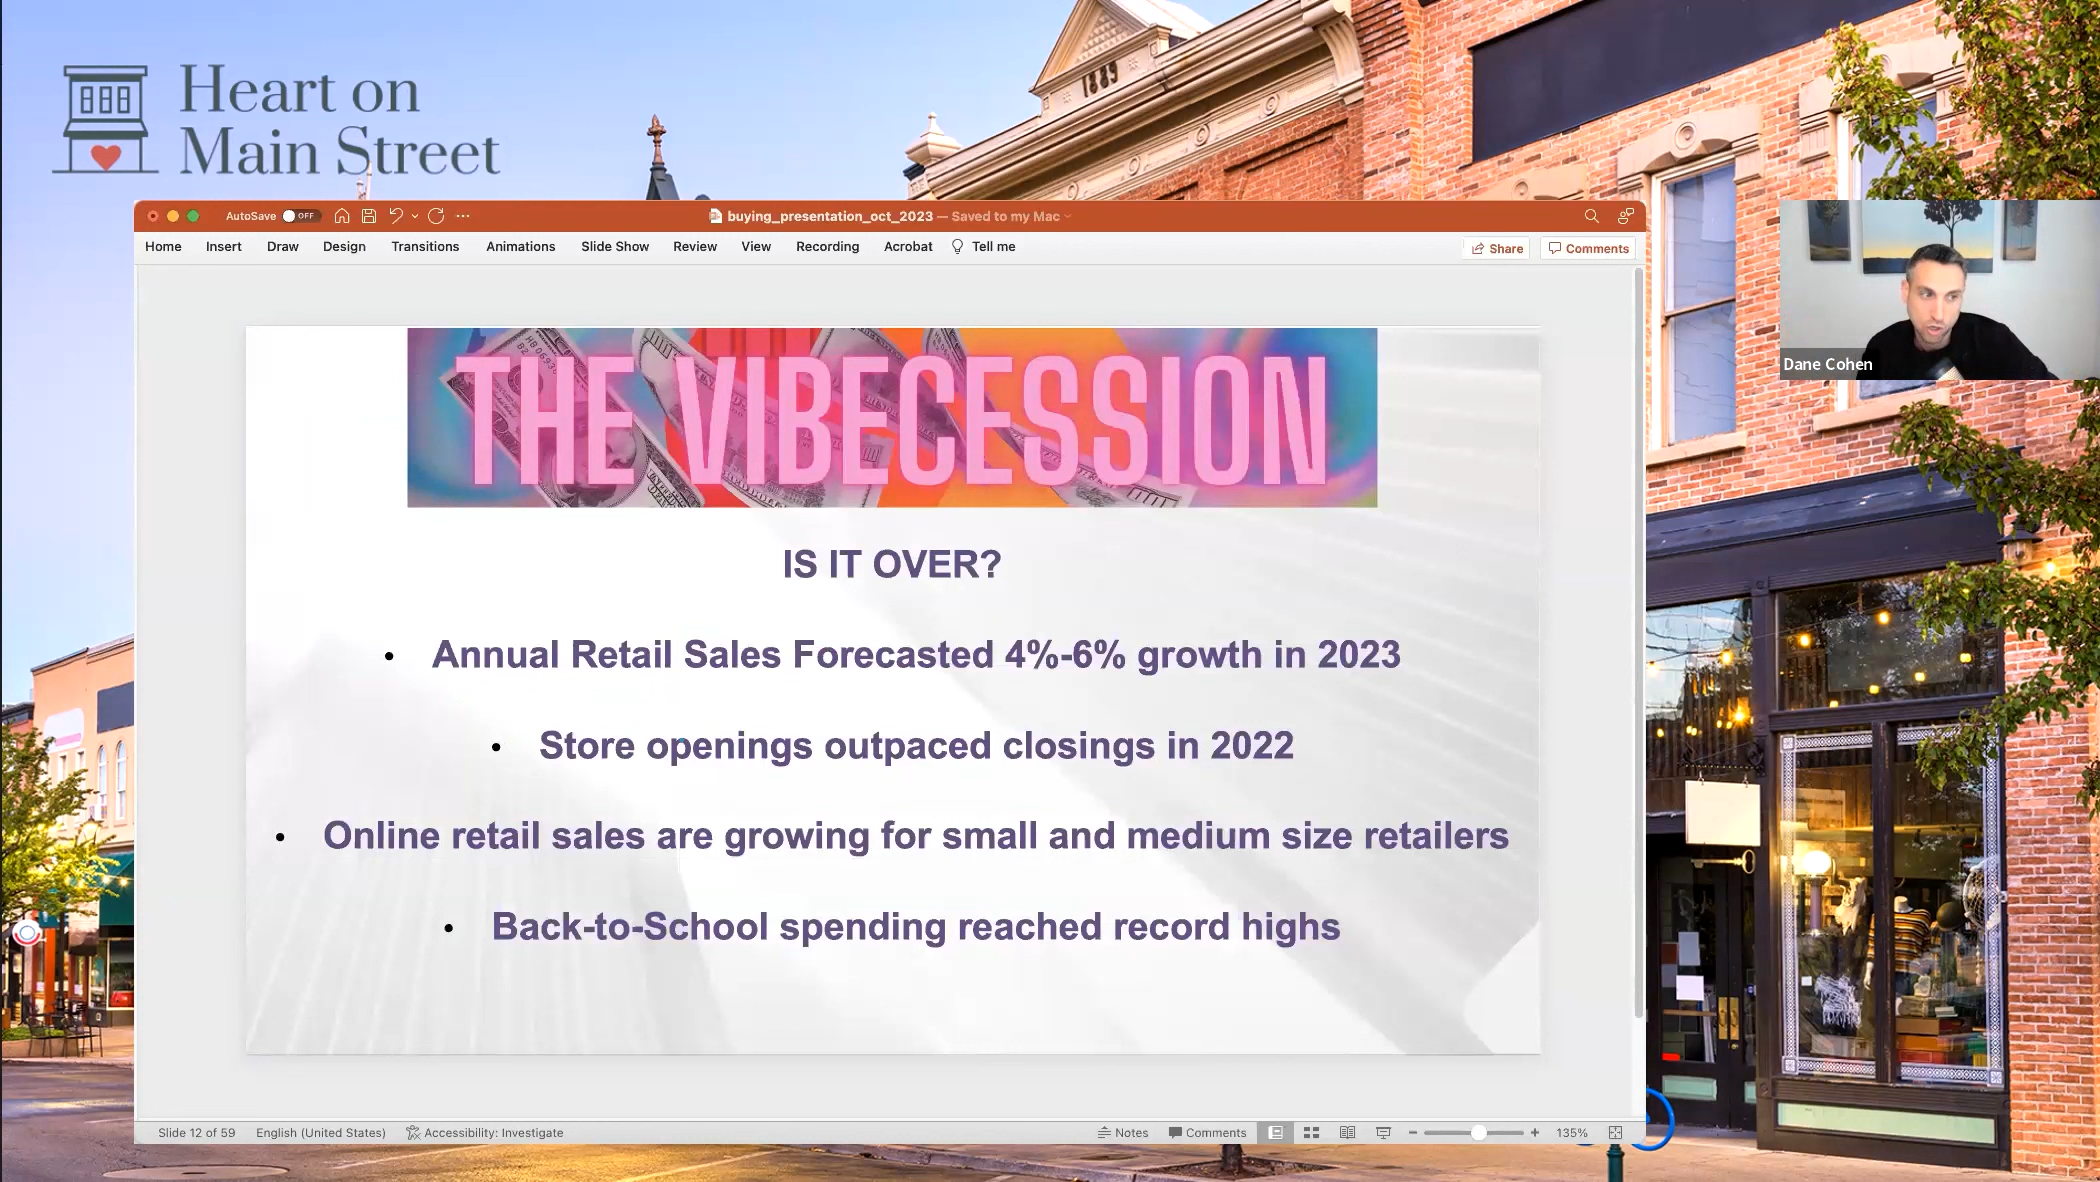 Heart on
Main Street
1889
AutoSave OFF
buying_presentation_oct_2023 — Saved to my Mac
Home Insert Draw Design Transitions Animations Slide Show Review View Recording Acrobat Tell me
Share Comments
Dane Cohen
THE VIBECESSION
IS IT OVER?
• Annual Retail Sales Forecasted 4%-6% growth in 2023
• Store openings outpaced closings in 2022
• Online retail sales are growing for small and medium size retailers
• Back-to-School spending reached record highs
Slide 12 of 59 English (United States) Accessibility: Investigate Notes Comments 135%